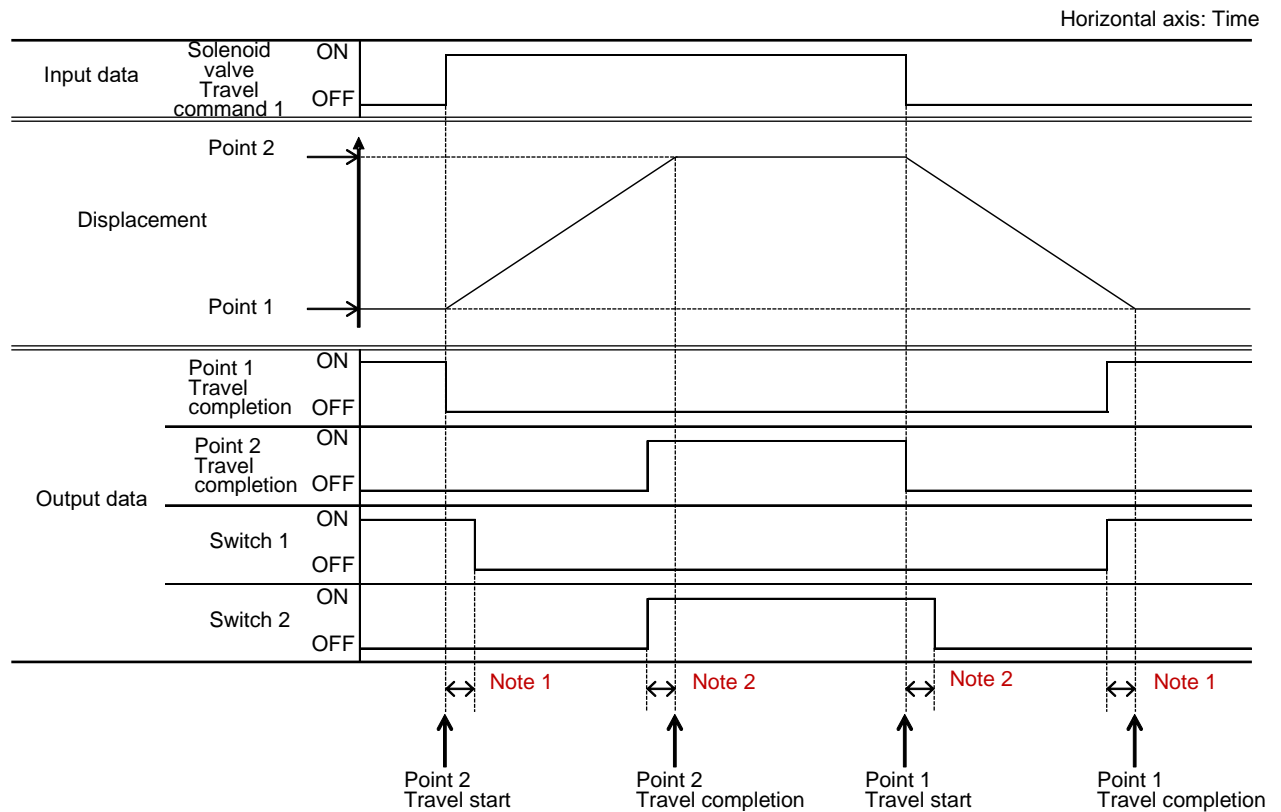 Horizontal axis: Time
Input data
Solenoid
valve
Travel
command 1
ON
OFF
Point 2
Displacement
Point 1
Output data
Point 1
Travel
completion
ON
OFF
Point 2
Travel
completion
ON
OFF
Switch 1
ON
OFF
Switch 2
ON
OFF
Note 1
Note 2
Note 2
Note 1
Point 2
Travel start
Point 2
Travel completion
Point 1
Travel start
Point 1
Travel completion